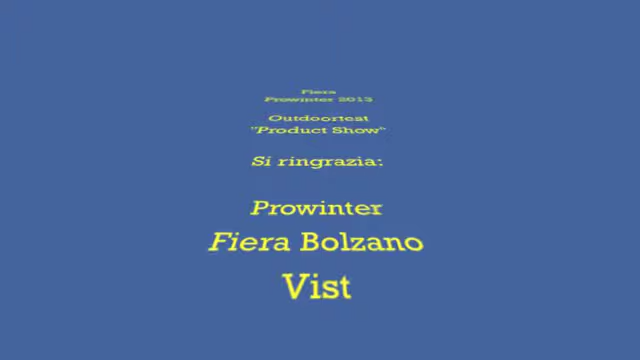 Fiera
Prowinter 2013
Outdoortest
"Product Show"
Si ringrazia:
Prowinter
Fiera Bolzano
Vist